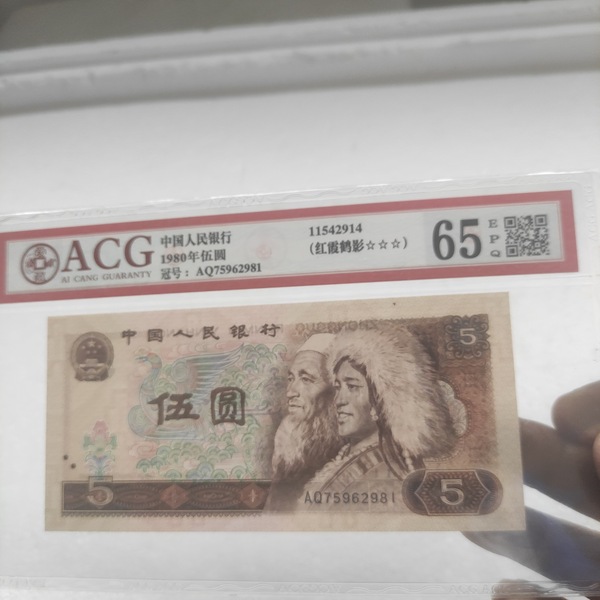 ACG
AI CANG GUARANTY
中国人民银行
1980年伍圆
冠号：AQ75962981
11542914
(红霞鹤影☆☆☆)
65
EPQ
中国人民银行
5
伍圆
5
AQ75962981
5